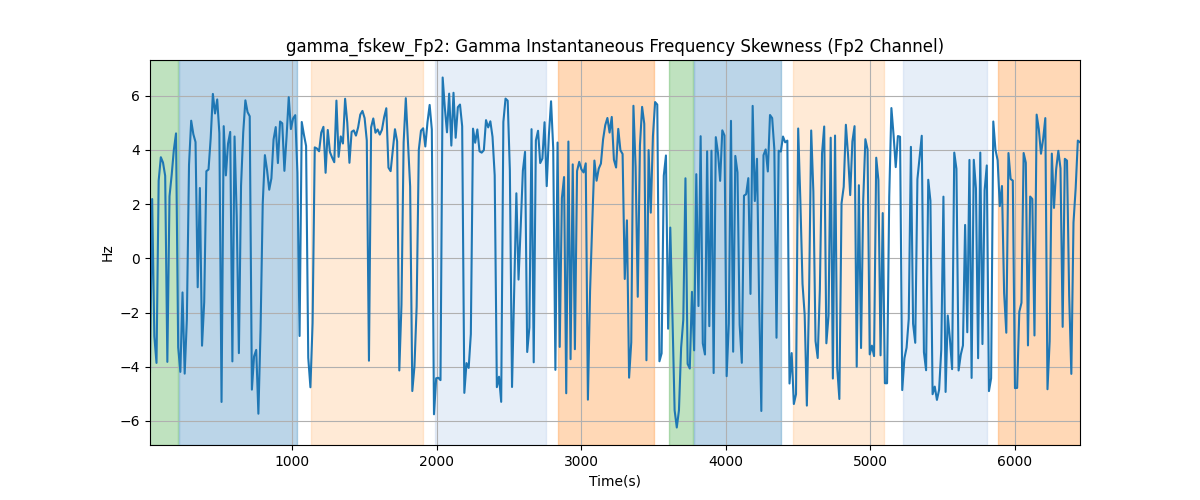 gamma_fskew_Fp2: Gamma Instantaneous Frequency Skewness (Fp2 Channel)
6
4
2
0
−2
−4
−6
Hz
1000 2000 3000 4000 5000 6000
Time(s)